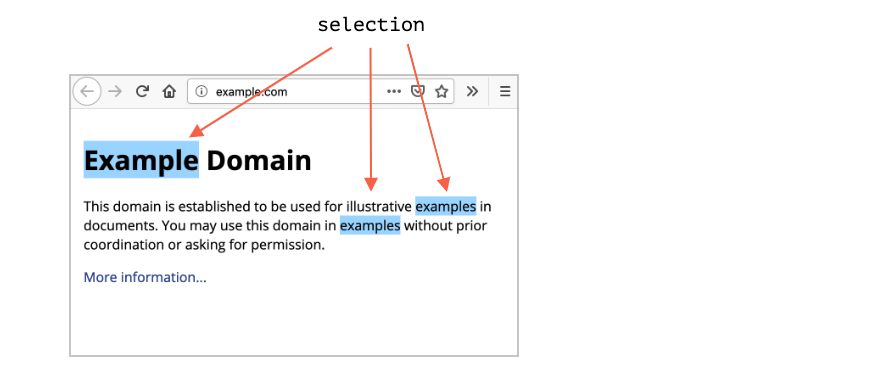 selection
example.com
Example Domain
This domain is established to be used for illustrative examples in
documents. You may use this domain in examples without prior
coordination or asking for permission.
More information...